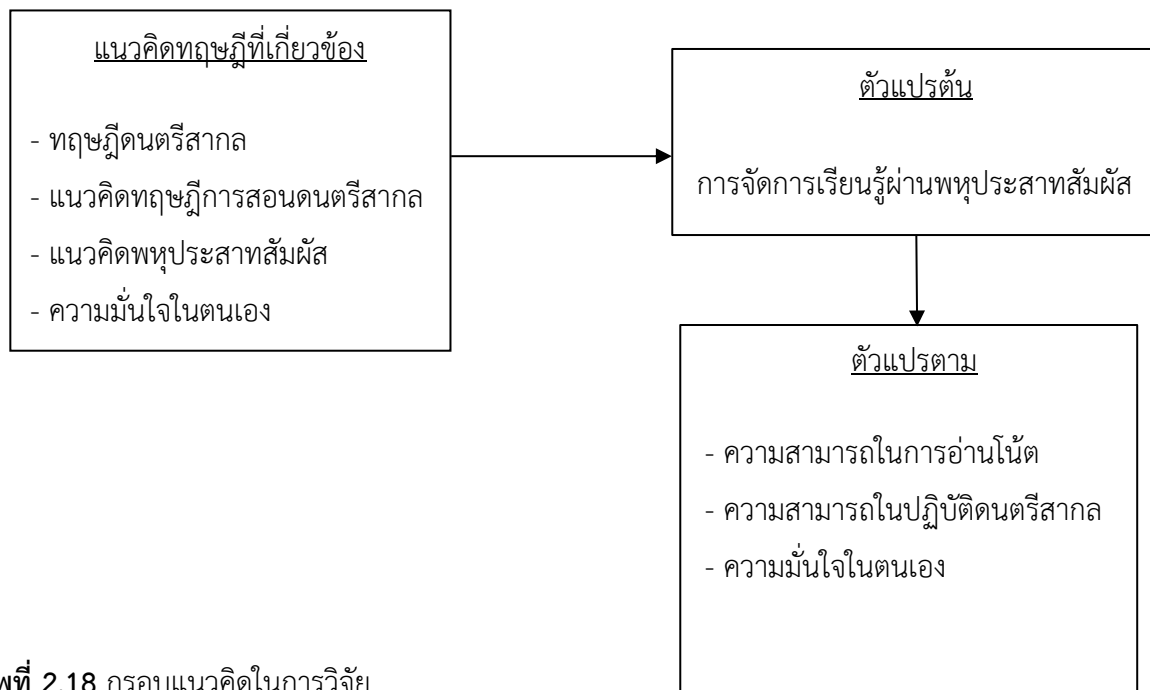 แนวคิดทฤษฎีที่เกี่ยวข้อง
- ทฤษฎีดนตรีสากล
- แนวคิดทฤษฎีการสอนดนตรีสากล
- แนวคิดพหุประสาทสัมผัส
- ความมั่นใจในตนเอง
ตัวแปรต้น
การจัดการเรียนรู้ผ่านพหุประสาทสัมผัส
ตัวแปรตาม
- ความสามารถในการอ่านโน้ต
- ความสามารถในปฏิบัติดนตรีสากล
- ความมั่นใจในตนเอง
พที่ 2.18 กรอบแนวคิดในการวิจัย